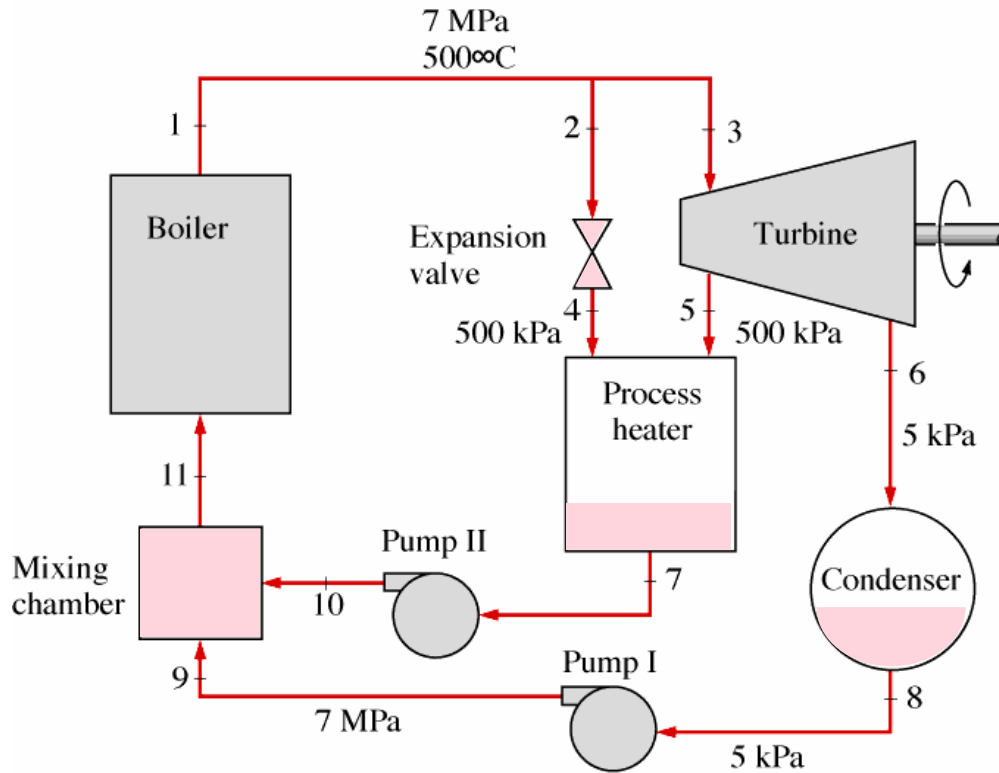 7 MPa
500∞C
1
2
3
Boiler
Expansion
valve
Turbine
4
500 kPa
5
500 kPa
Process
heater
6
5 kPa
11
Mixing
chamber
Pump II
10
7
Condenser
9
7 MPa
Pump I
8
5 kPa